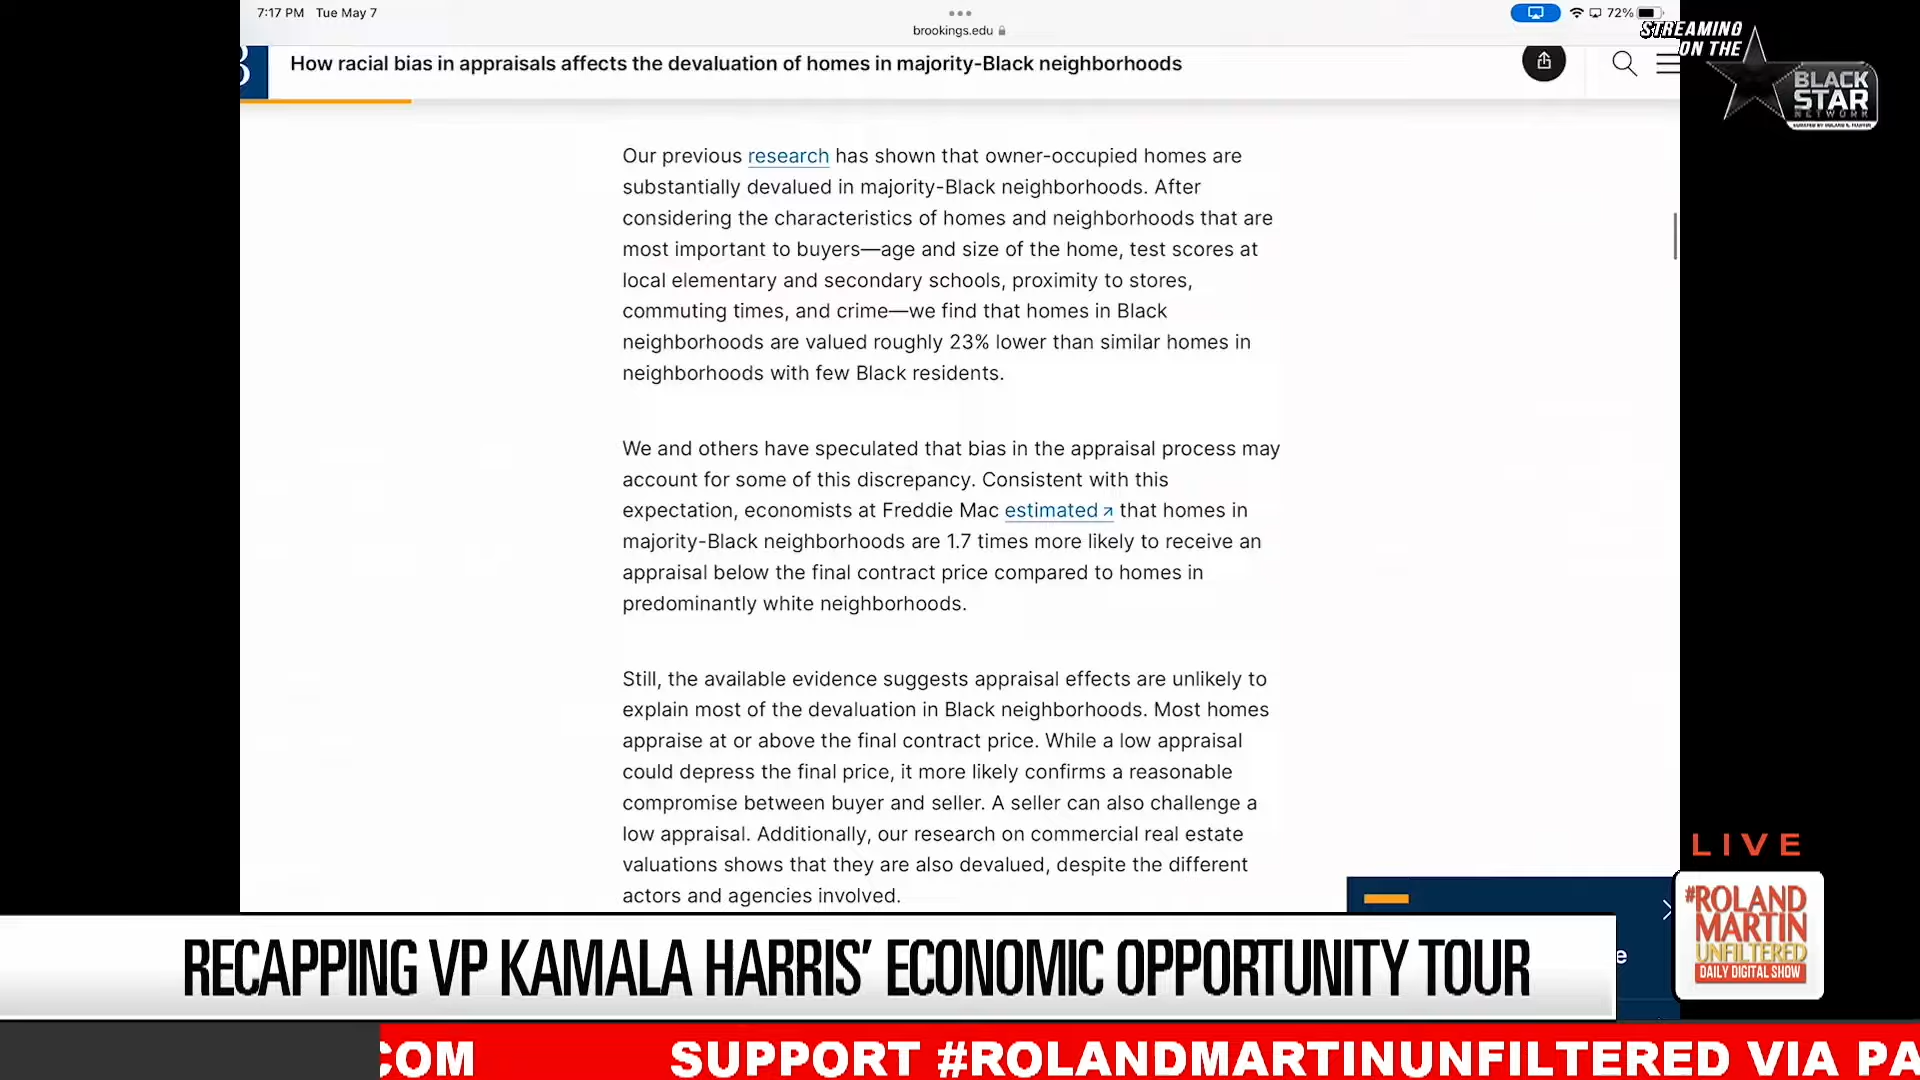 7:17 PM Tue May 7
brookings.edu
72%
STREAMING
ON THE
BLACK
STAR
NETWORK
How racial bias in appraisals affects the devaluation of homes in majority-Black neighborhoods
Our previous research has shown that owner-occupied homes are
substantially devalued in majority-Black neighborhoods. After
considering the characteristics of homes and neighborhoods that are
most important to buyers—age and size of the home, test scores at
local elementary and secondary schools, proximity to stores,
commuting times, and crime—we find that homes in Black
neighborhoods are valued roughly 23% lower than similar homes in
neighborhoods with few Black residents.
We and others have speculated that bias in the appraisal process may
account for some of this discrepancy. Consistent with this
expectation, economists at Freddie Mac estimated↗ that homes in
majority-Black neighborhoods are 1.7 times more likely to receive an
appraisal below the final contract price compared to homes in
predominantly white neighborhoods.
Still, the available evidence suggests appraisal effects are unlikely to
explain most of the devaluation in Black neighborhoods. Most homes
appraise at or above the final contract price. While a low appraisal
could depress the final price, it more likely confirms a reasonable
compromise between buyer and seller. A seller can also challenge a
low appraisal. Additionally, our research on commercial real estate
valuations shows that they are also devalued, despite the different
actors and agencies involved.
LIVE
#ROLAND
MARTIN
UNFILTERED
DAILY DIGITAL SHOW
RECAPPING VP KAMALA HARRIS' ECONOMIC OPPORTUNITY TOUR
e
COM SUPPORT #ROLANDMARTINUNFILTERED VIA PA